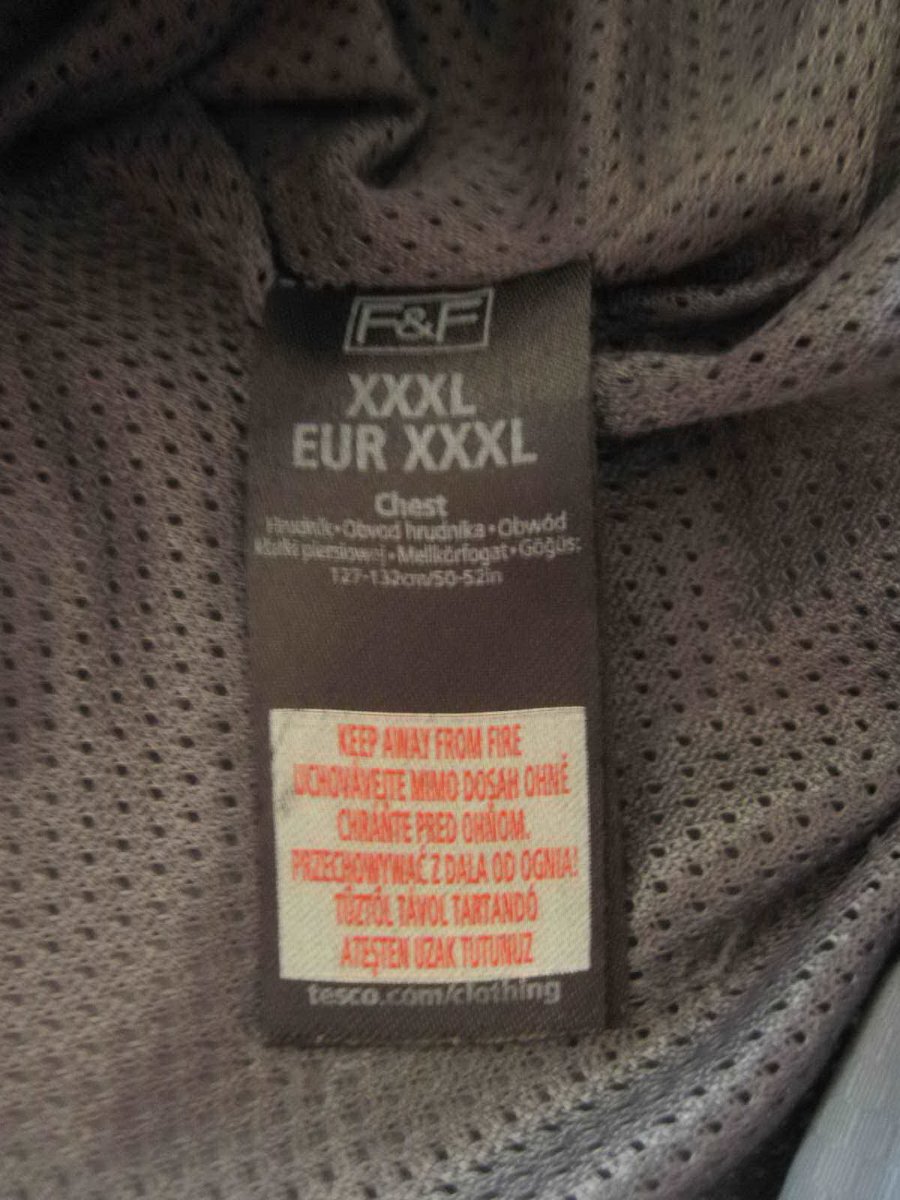 F&F
XXXL
EUR XXXL
Chest
Hrudník • Obvod hrudníka • Obwód
klatki piersiowej • Mellkörfogat • Göğüs:
127-132cm/50-52in
KEEP AWAY FROM FIRE
UCHOVÁVEJTE MIMO DOSAH OHNĚ
CHRÁŇTE PRED OHŇOM.
PRZECHOWYWAĆ Z DALA OD OGNIA!
TŰZTŐL TÁVOL TARTANDÓ
ATEŞTEN UZAK TUTUNUZ
tesco.com/clothing